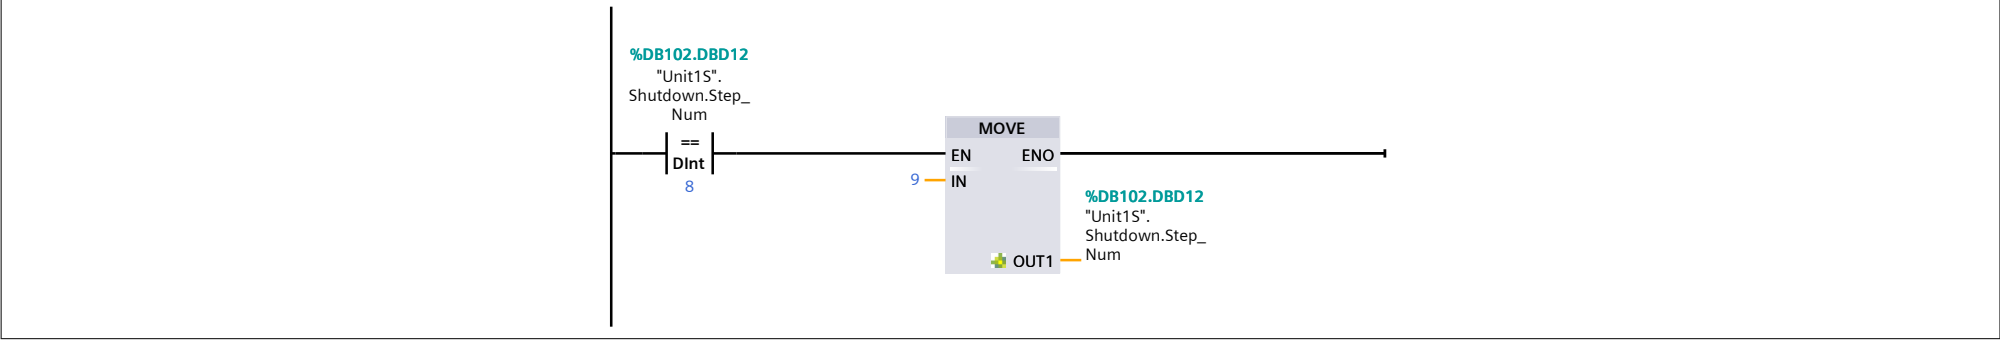 %DB102.DBD12
"Unit1S".
Shutdown.Step_
Num
==
DInt
8
MOVE
EN ENO
9 IN
%DB102.DBD12
"Unit1S".
Shutdown.Step_
Num
OUT1